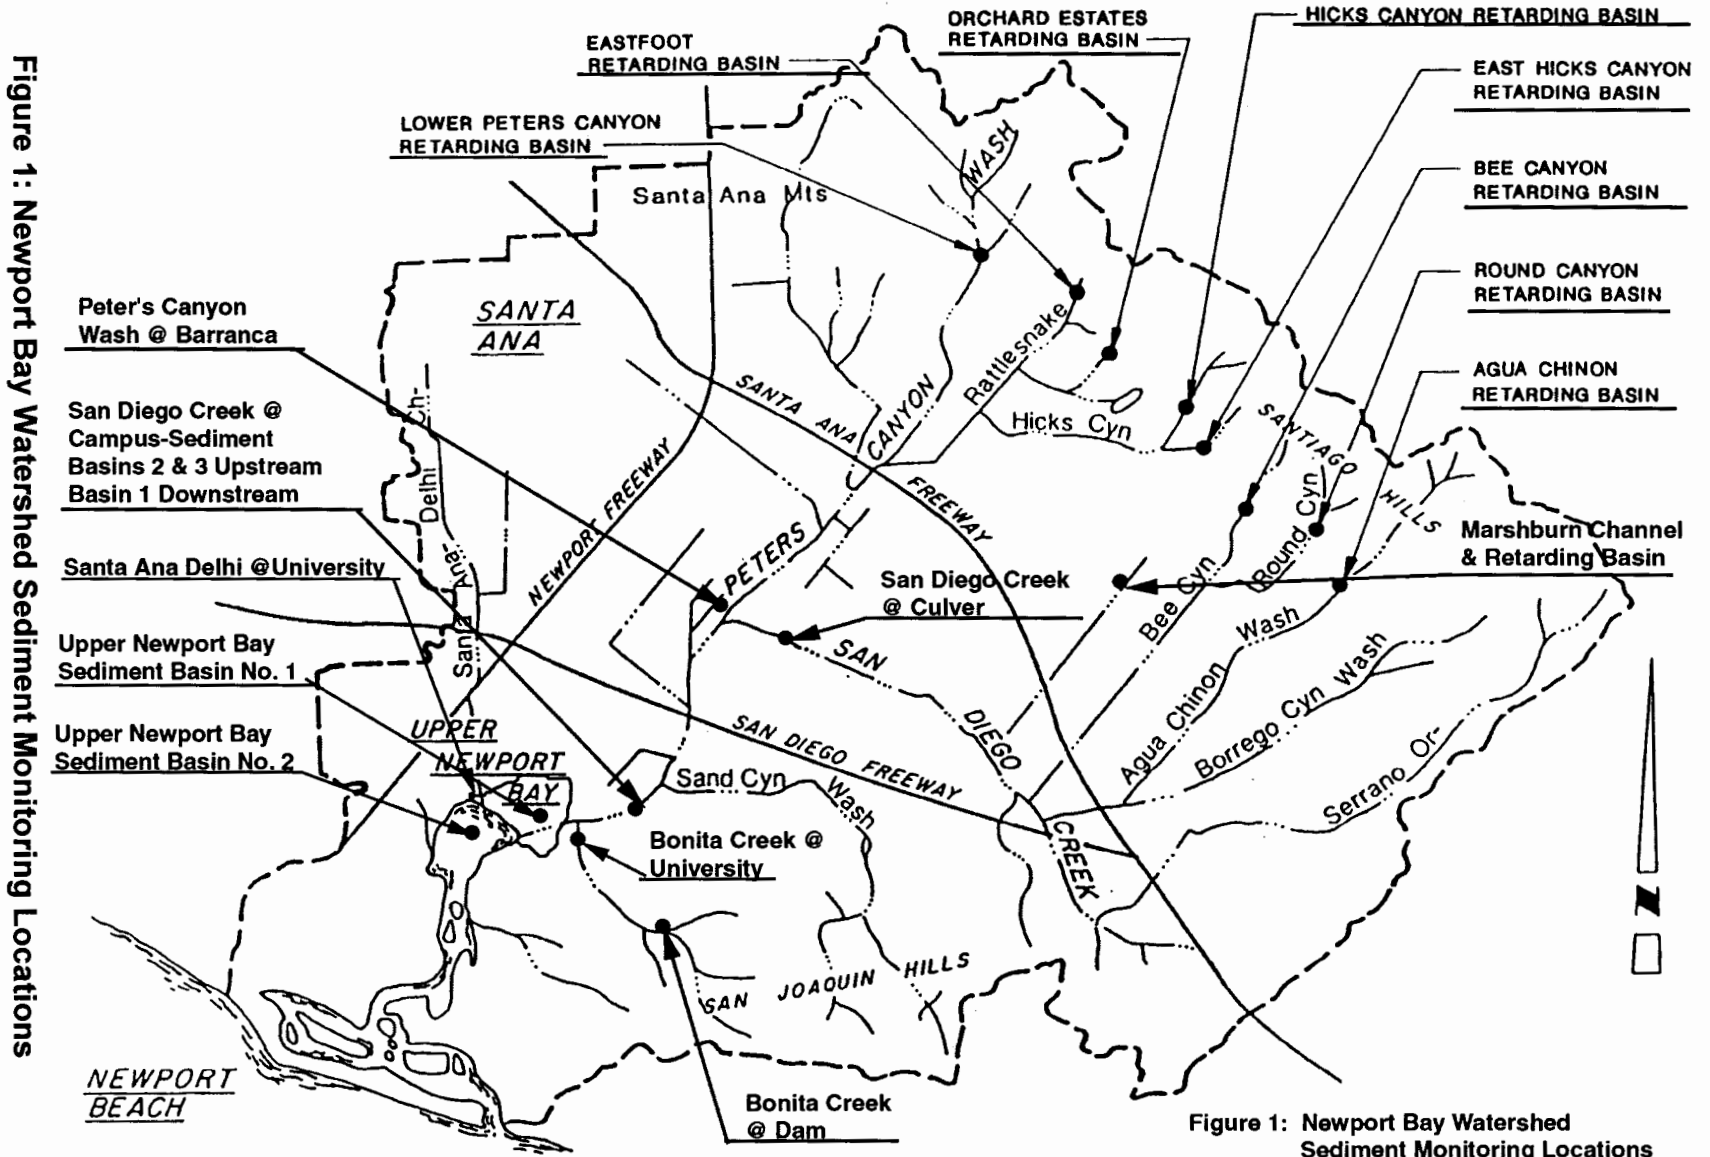 Figure 1: Newport Bay Watershed Sediment Monitoring Locations
EASTFOOT
RETARDING BASIN
ORCHARD ESTATES
RETARDING BASIN
HICKS CANYON RETARDING BASIN
EAST HICKS CANYON
RETARDING BASIN
LOWER PETERS CANYON
RETARDING BASIN
BEE CANYON
RETARDING BASIN
ROUND CANYON
RETARDING BASIN
AGUA CHINON
RETARDING BASIN
Marshburn Channel
& Retarding Basin
WASH
Santa Ana Mts
SANTA
ANA
Peter's Canyon
Wash @ Barranca
San Diego Creek @
Campus-Sediment
Basins 2 & 3 Upstream
Basin 1 Downstream
Santa Ana Delhi @University
Upper Newport Bay
Sediment Basin No. 1
Upper Newport Bay
Sediment Basin No. 2
Santa Ana-
Delhi Ch-
NEWPORT FREEWAY
SANTA ANA
FREEWAY
PETERS
CANYON
Rattlesnake
Hicks Cyn
SANTIAGO
HILLS
Round Cyn
Bee Cyn
San Diego Creek
@ Culver
SAN
DIEGO
CREEK
Agua Chinon
Wash
Borrego Cyn Wash
Serrano Or-
UPPER
NEWPORT
BAY
SAN DIEGO FREEWAY
Sand Cyn
Wash
Bonita Creek @
University
SAN JOAQUIN HILLS
Bonita Creek
@ Dam
NEWPORT
BEACH
N
Figure 1: Newport Bay Watershed
Sediment Monitoring Locations